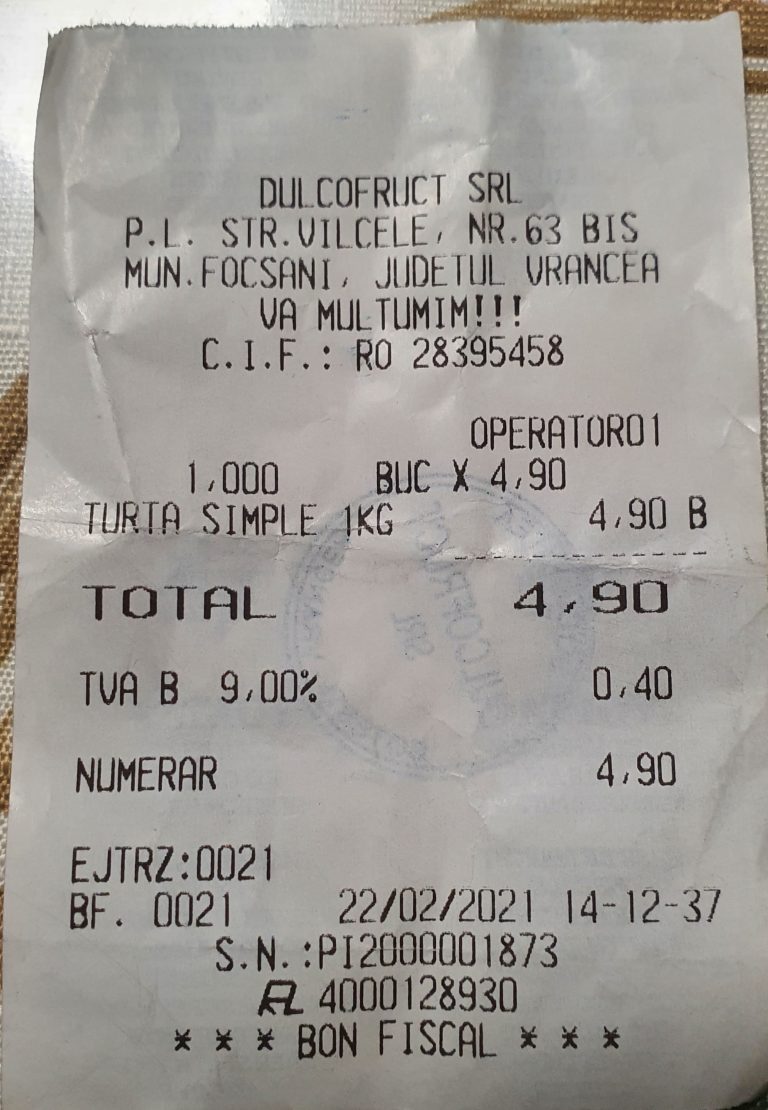 DULCOFRUCT SRL
P.L. STR.VILCELE, NR.63 BIS
MUN.FOCSANI, JUDETUL VRANCEA
VA MULTUMIM!!!
C.I.F.: RO 28395458
OPERATOR01
1,000 BUC X 4,90
TURTA SIMPLE 1KG 4,90 B
TOTAL 4,90
TVA B 9,00% 0,40
NUMERAR 4,90
EJTRZ:0021
BF. 0021 22/02/2021 14-12-37
S.N.:PI2000001873
4000128930
* * * BON FISCAL * * *